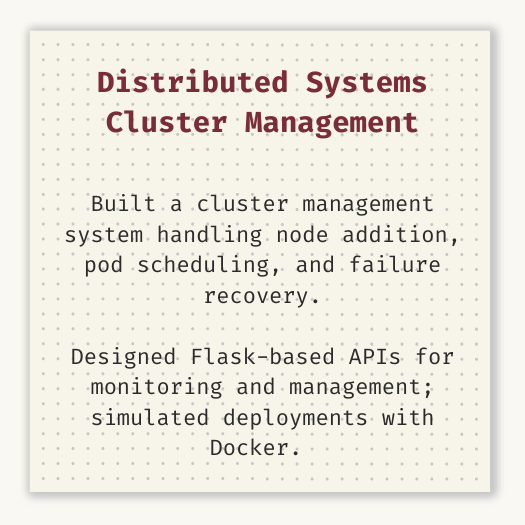 Distributed Systems
Cluster Management
Built a cluster management
system handling node addition,
pod scheduling, and failure
recovery.
Designed Flask-based APIs for
monitoring and management;
simulated deployments with
Docker.